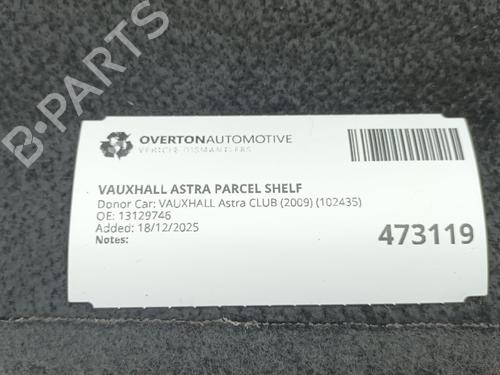 B-PARTS
OVERTONAUTOMOTIVE
VEHICLE DISMANTLERS
VAUXHALL ASTRA PARCEL SHELF
Donor Car: VAUXHALL Astra CLUB (2009) (102435)
OE: 13129746
Added: 18/12/2025
Notes:
473119